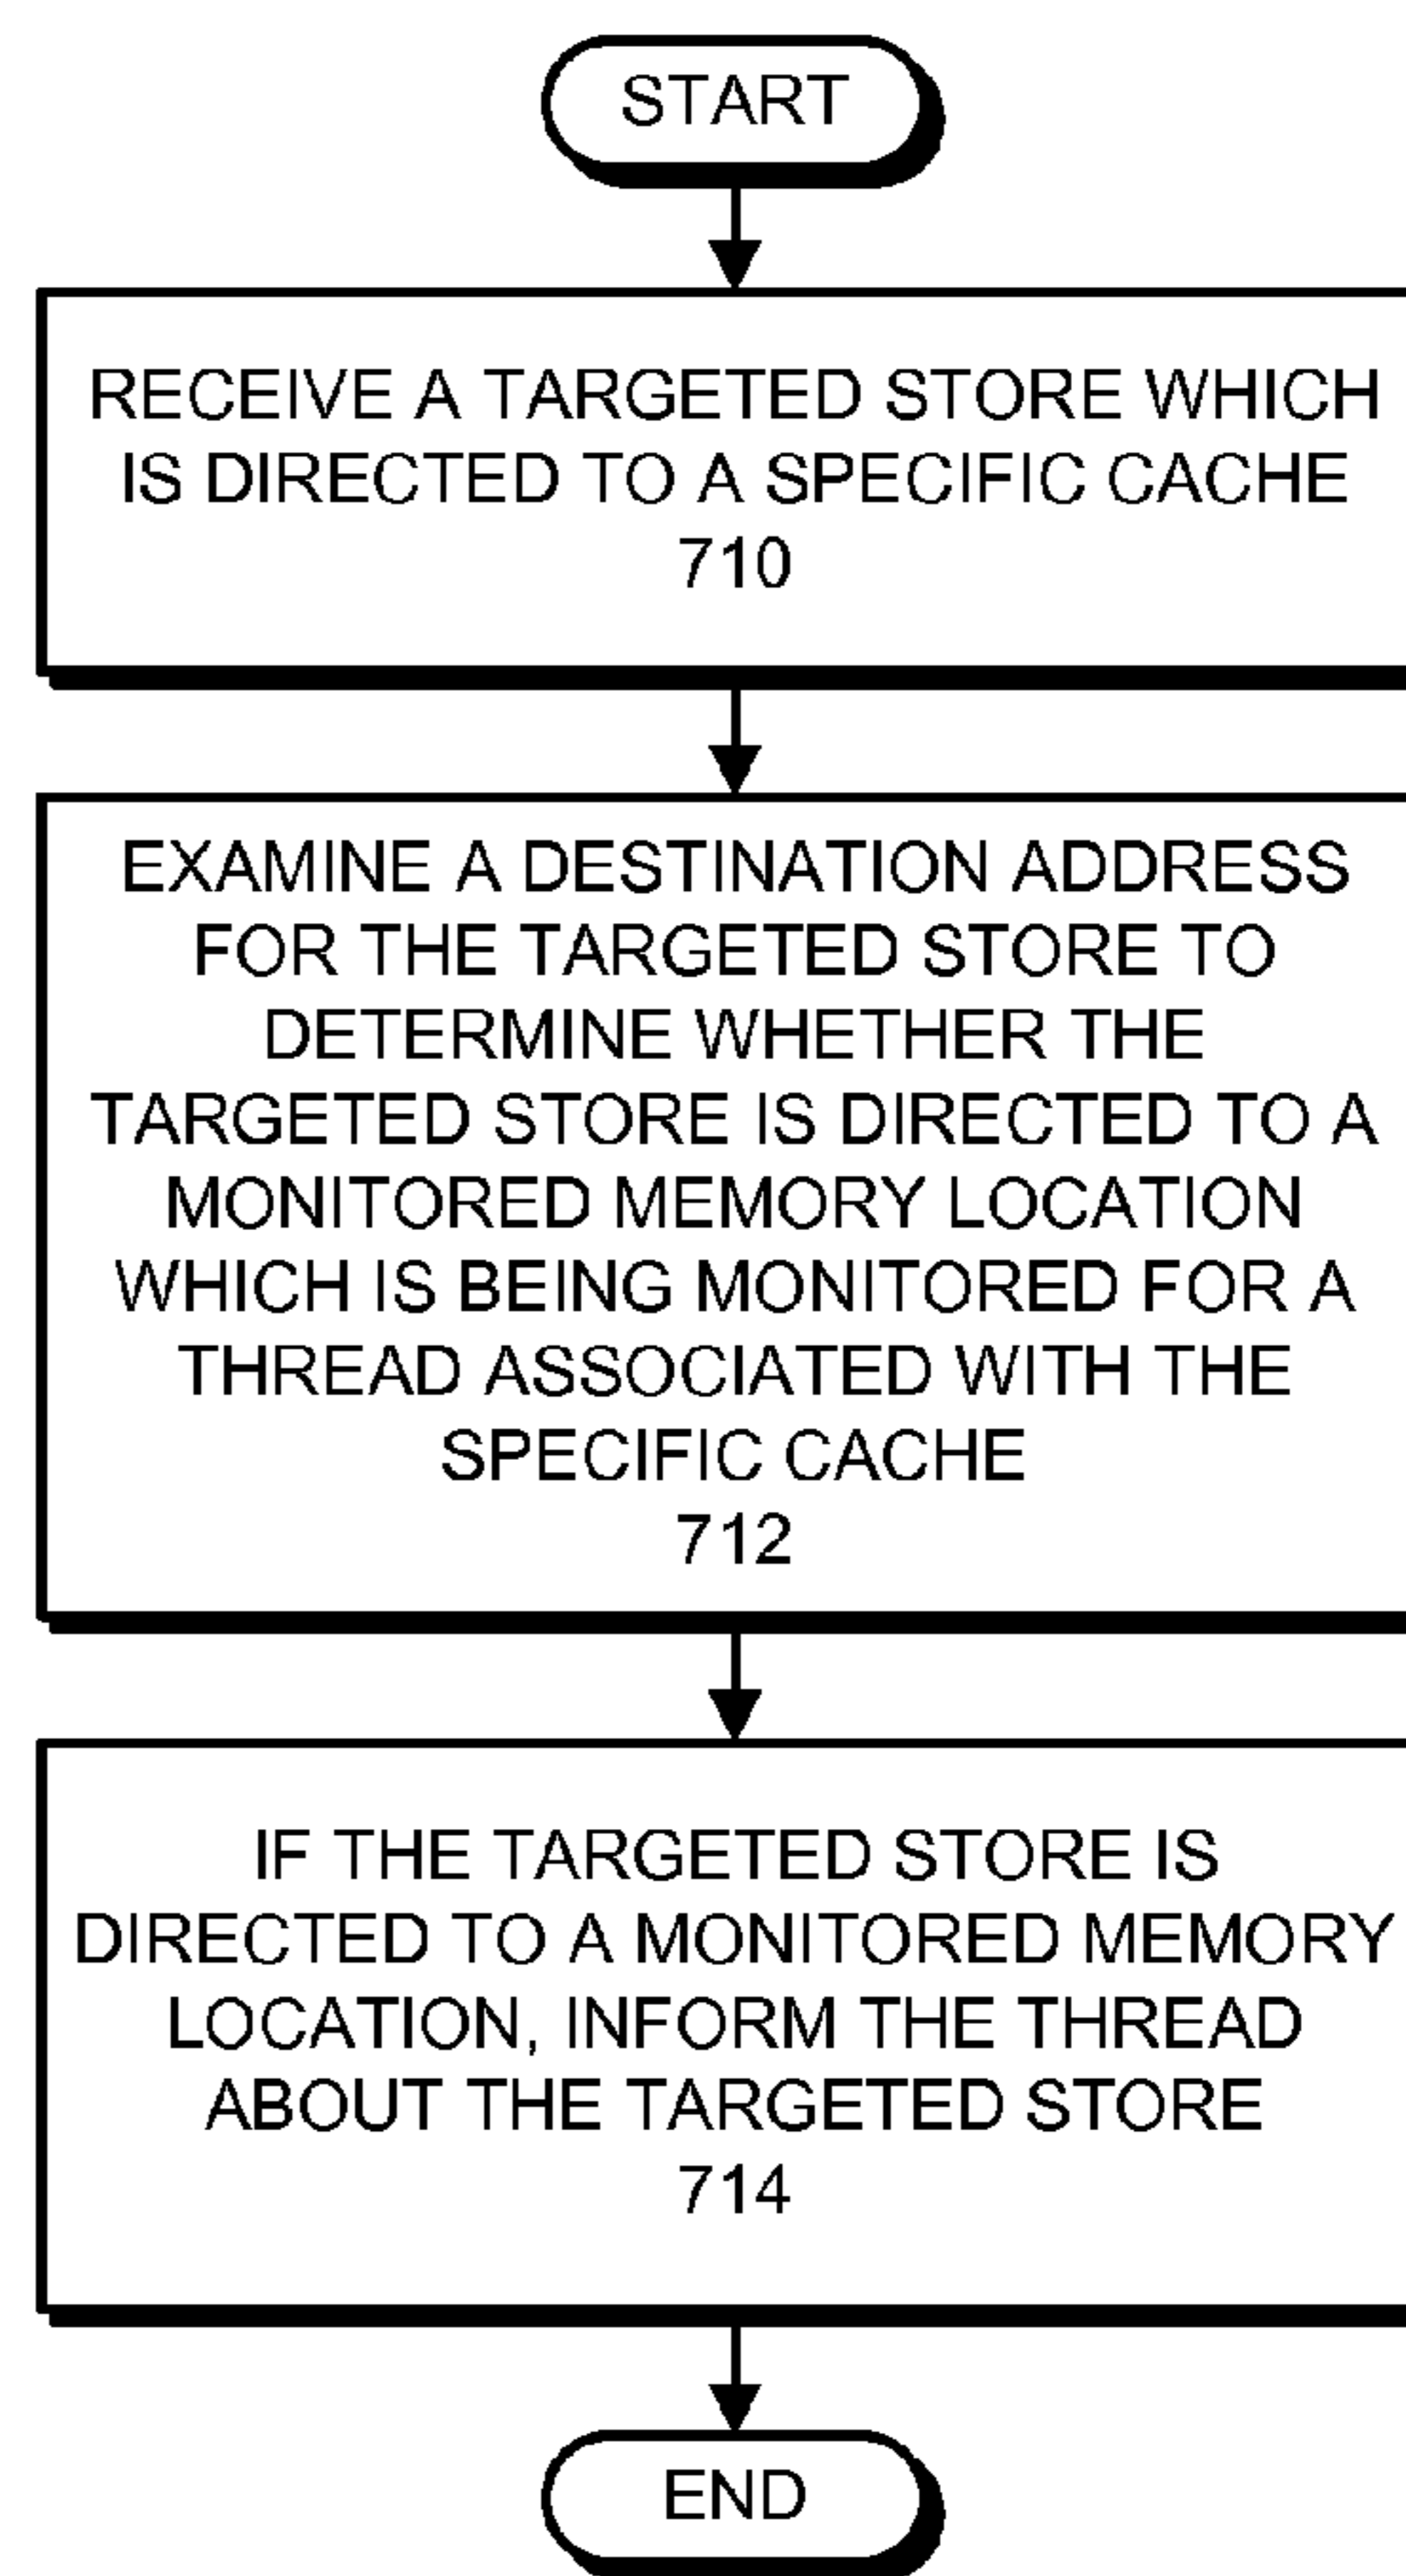 START
RECEIVE A TARGETED STORE WHICH
IS DIRECTED TO A SPECIFIC CACHE
710
EXAMINE A DESTINATION ADDRESS
FOR THE TARGETED STORE TO
DETERMINE WHETHER THE
TARGETED STORE IS DIRECTED TO A
MONITORED MEMORY LOCATION
WHICH IS BEING MONITORED FOR A
THREAD ASSOCIATED WITH THE
SPECIFIC CACHE
712
IF THE TARGETED STORE IS
DIRECTED TO A MONITORED MEMORY
LOCATION, INFORM THE THREAD
ABOUT THE TARGETED STORE
714
END